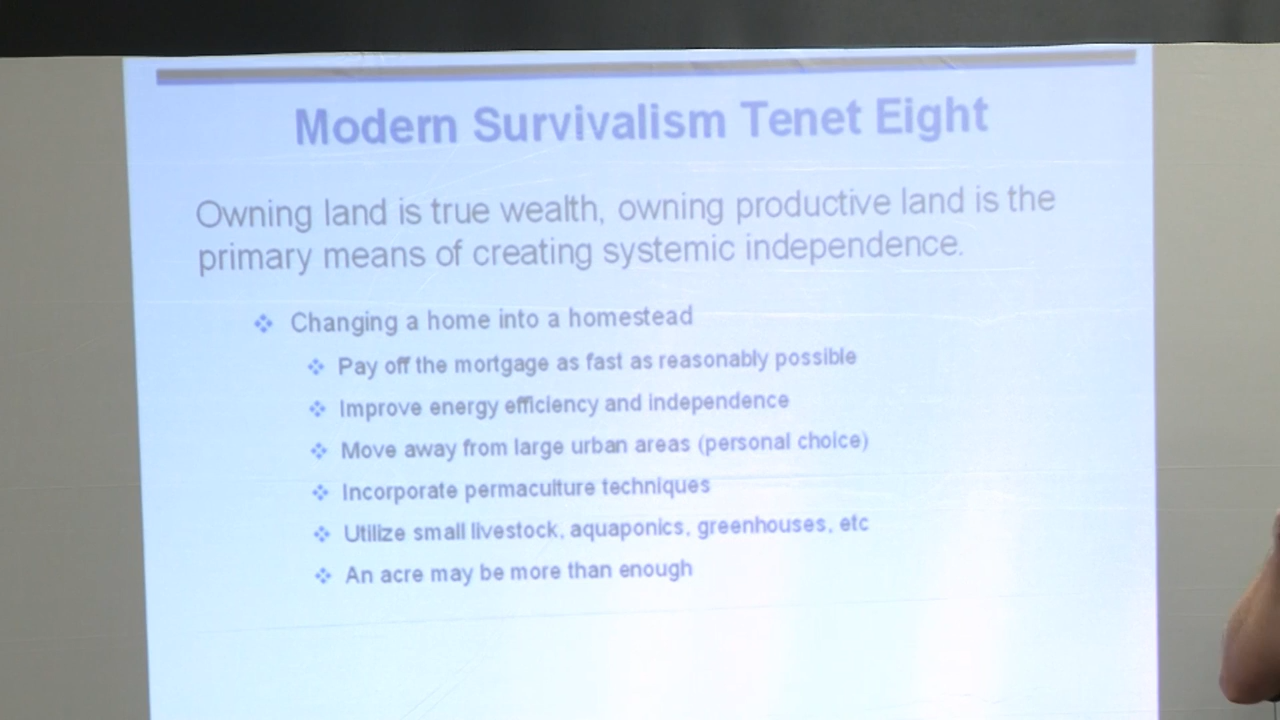 Modern Survivalism Tenet Eight
Owning land is true wealth, owning productive land is the
primary means of creating systemic independence.
Changing a home into a homestead
Pay off the mortgage as fast as reasonably possible
Improve energy efficiency and independence
Move away from large urban areas (personal choice)
Incorporate permaculture techniques
Utilize small livestock, aquaponics, greenhouses, etc
An acre may be more than enough